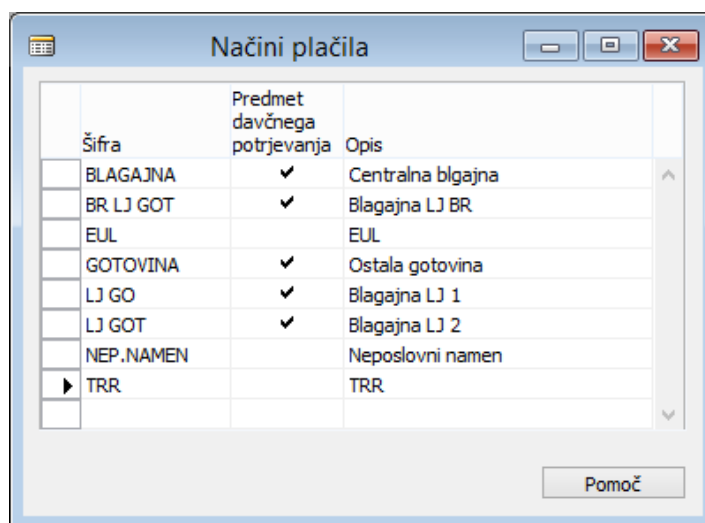 Načini plačila
Predmet
davčnega
Šifra potrjevanja Opis
BLAGAJNA Centralna blgajna
BR LJ GOT Blagajna LJ BR
EUL EUL
GOTOVINA Ostala gotovina
LJ GO Blagajna LJ 1
LJ GOT Blagajna LJ 2
NEP.NAMEN Neposlovni namen
TRR TRR
Pomoč